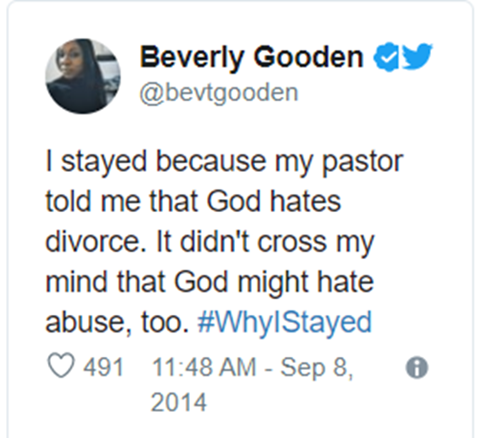 Beverly Gooden
@bevtgooden
I stayed because my pastor
told me that God hates
divorce. It didn't cross my
mind that God might hate
abuse, too. #WhyIStayed
491 11:48 AM - Sep 8,
2014